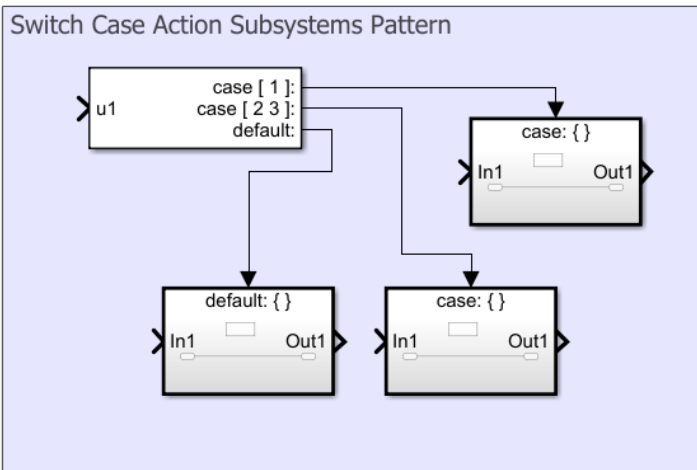 Switch Case Action Subsystems Pattern
u1
case [ 1 ]:
case [ 2 3 ]:
default:
case: { }
In1
Out1
default: { }
In1
Out1
case: { }
In1
Out1